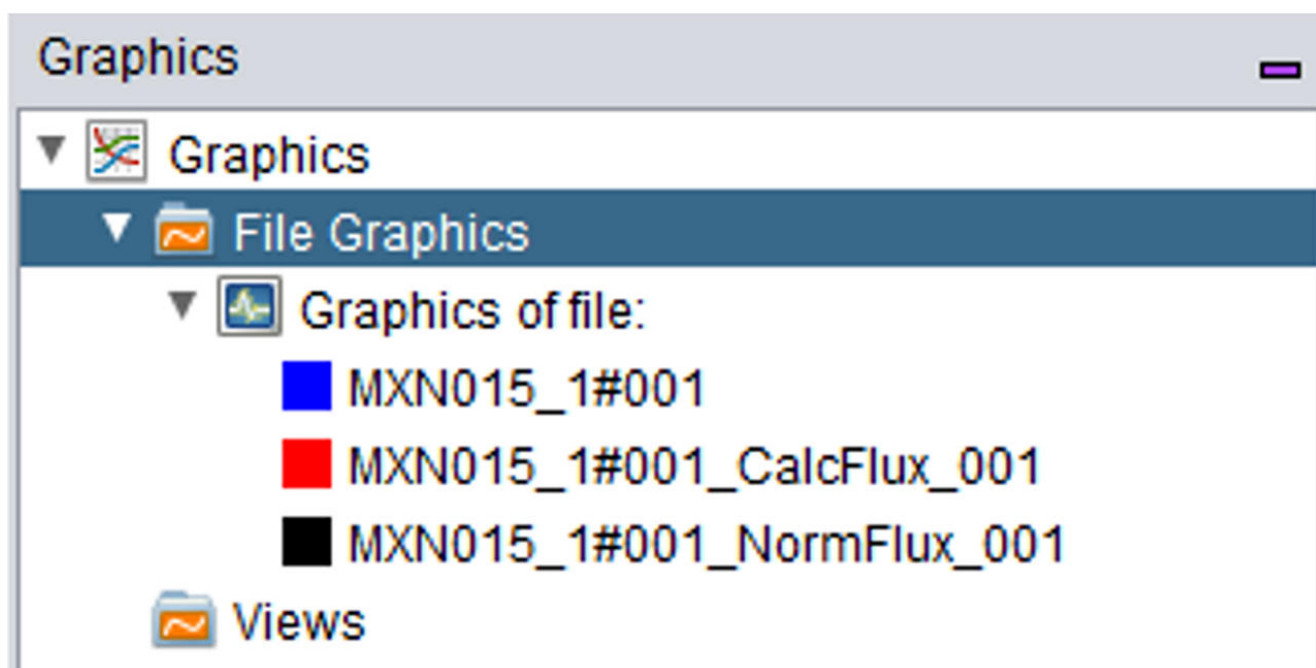 Graphics
Graphics
File Graphics
Graphics of file:
MXN015_1#001
MXN015_1#001_CalcFlux_001
MXN015_1#001_NormFlux_001
Views